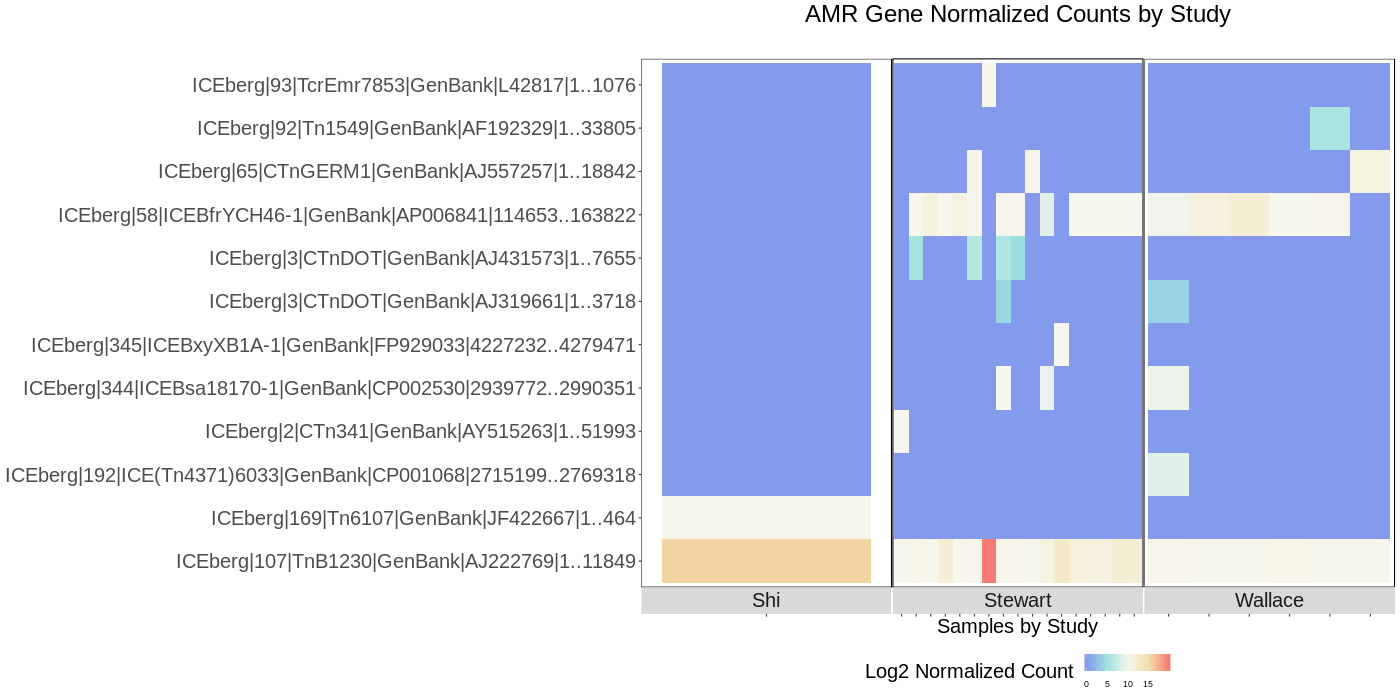 AMR Gene Normalized Counts by Study
ICEberg|93|TcrEmr7853|GenBank|L42817|1..1076
ICEberg|92|Tn1549|GenBank|AF192329|1..33805
ICEberg|65|CTnGERM1|GenBank|AJ557257|1..18842
ICEberg|58|ICEBfrYCH46-1|GenBank|AP006841|114653..163822
ICEberg|3|CTnDOT|GenBank|AJ431573|1..7655
ICEberg|3|CTnDOT|GenBank|AJ319661|1..3718
ICEberg|345|ICEBxyXB1A-1|GenBank|FP929033|4227232..4279471
ICEberg|344|ICEBsa18170-1|GenBank|CP002530|2939772..2990351
ICEberg|2|CTn341|GenBank|AY515263|1..51993
ICEberg|192|ICE(Tn4371)6033|GenBank|CP001068|2715199..2769318
ICEberg|169|Tn6107|GenBank|JF422667|1..464
ICEberg|107|TnB1230|GenBank|AJ222769|1..11849
Shi Stewart Wallace
Samples by Study
Log2 Normalized Count
0 5 10 15